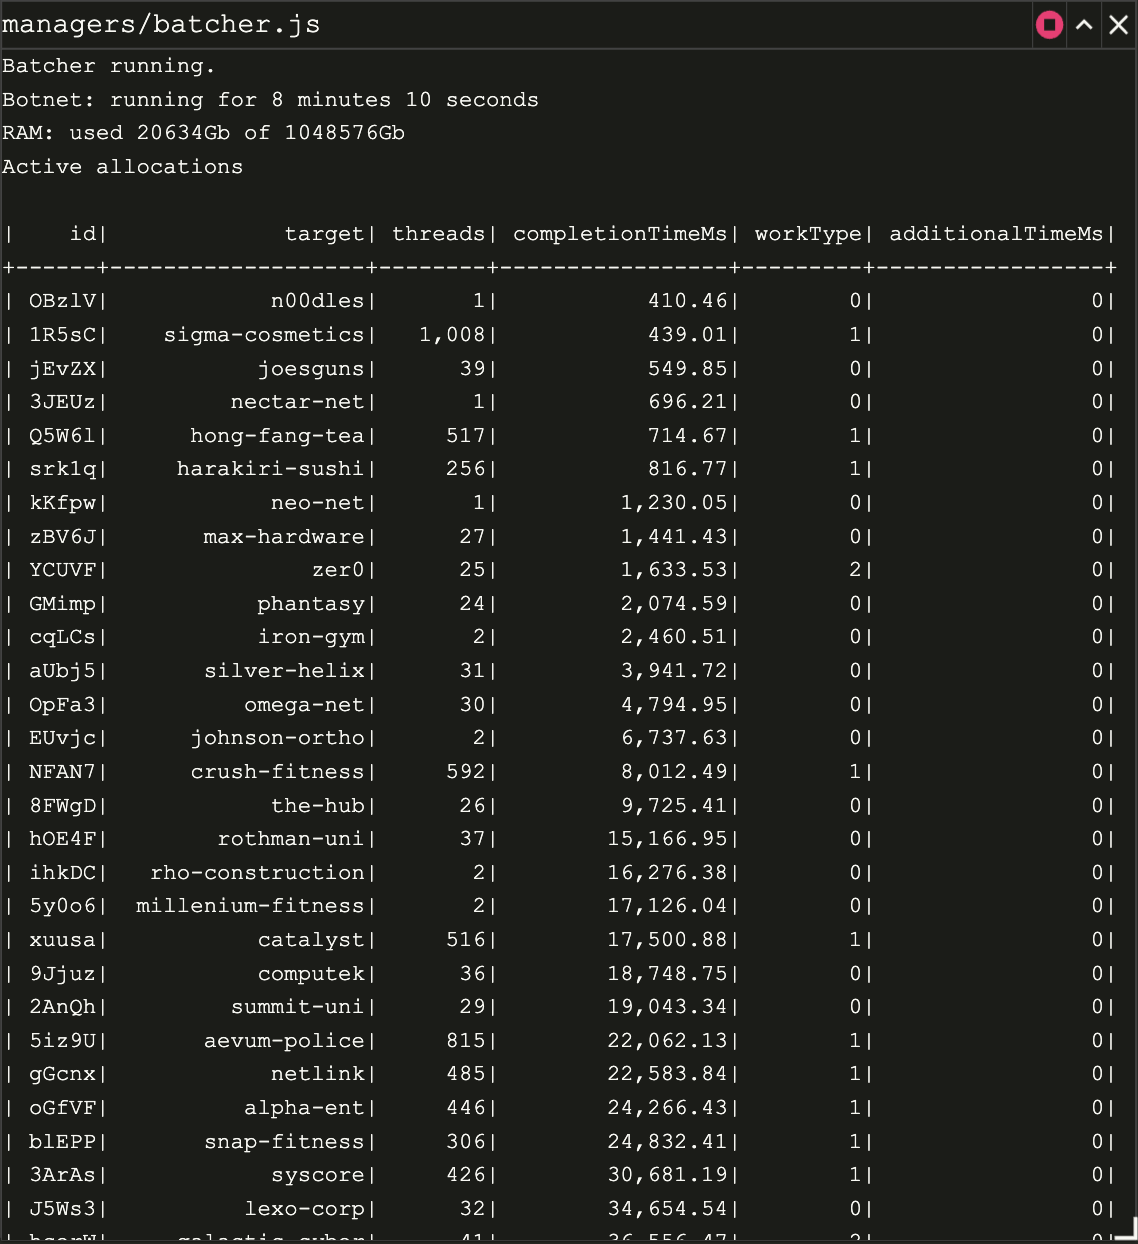 managers/batcher.js
Batcher running.
Botnet: running for 8 minutes 10 seconds
RAM: used 20634Gb of 1048576Gb
Active allocations
|    id|             target| threads| completionTimeMs| workType| additionalTimeMs|
+------+-------------------+--------+-----------------+---------+-----------------+
| OBzlV|            n00dles|       1|           410.46|        0|                0|
| 1R5sC|    sigma-cosmetics|   1,008|           439.01|        1|                0|
| jEvZX|           joesguns|      39|           549.85|        0|                0|
| 3JEUz|         nectar-net|       1|           696.21|        0|                0|
| Q5W6l|      hong-fang-tea|     517|           714.67|        1|                0|
| srk1q|     harakiri-sushi|     256|           816.77|        1|                0|
| kKfpw|            neo-net|       1|         1,230.05|        0|                0|
| zBV6J|       max-hardware|      27|         1,441.43|        0|                0|
| YCUVF|               zer0|      25|         1,633.53|        2|                0|
| GMimp|           phantasy|      24|         2,074.59|        0|                0|
| cqLCs|           iron-gym|       2|         2,460.51|        0|                0|
| aUbj5|       silver-helix|      31|         3,941.72|        0|                0|
| OpFa3|          omega-net|      30|         4,794.95|        0|                0|
| EUvjc|      johnson-ortho|       2|         6,737.63|        0|                0|
| NFAN7|      crush-fitness|     592|         8,012.49|        1|                0|
| 8FWgD|            the-hub|      26|         9,725.41|        0|                0|
| hOE4F|        rothman-uni|      37|        15,166.95|        0|                0|
| ihkDC|   rho-construction|       2|        16,276.38|        0|                0|
| 5y0o6|  millenium-fitness|       2|        17,126.04|        0|                0|
| xuusa|           catalyst|     516|        17,500.88|        1|                0|
| 9Jjuz|           computek|      36|        18,748.75|        0|                0|
| 2AnQh|         summit-uni|      29|        19,043.34|        0|                0|
| 5iz9U|       aevum-police|     815|        22,062.13|        1|                0|
| gGcnx|            netlink|     485|        22,583.84|        1|                0|
| oGfVF|          alpha-ent|     446|        24,266.43|        1|                0|
| blEPP|       snap-fitness|     306|        24,832.41|        1|                0|
| 3ArAs|            syscore|     426|        30,681.19|        1|                0|
| J5Ws3|          lexo-corp|      32|        34,654.54|        0|                0|